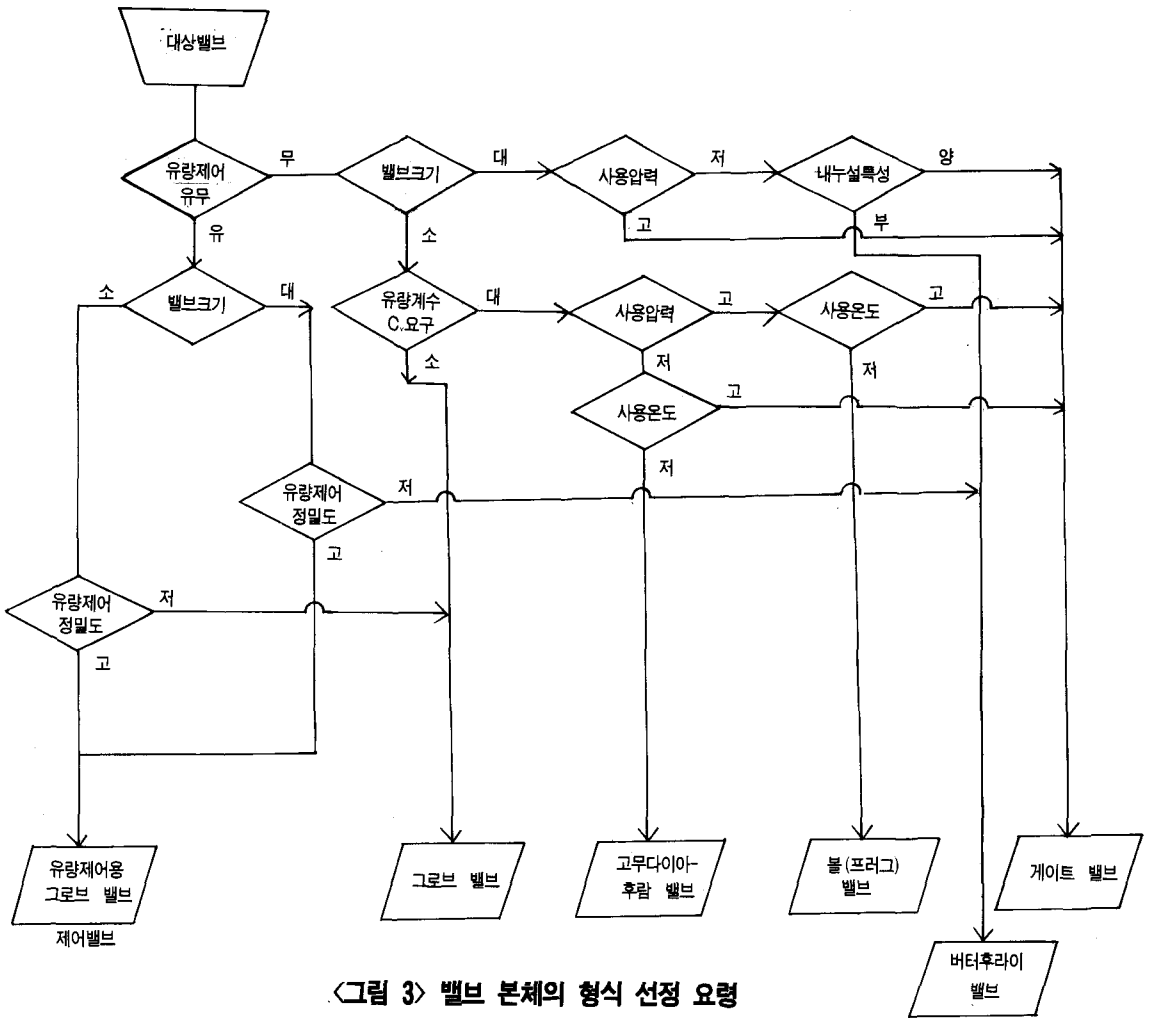 대상밸브
유량제어
유무
무
밸브크기
대
사용압력
저
내누설특성
양
유
소
고
부
소
밸브크기
대
유량계수
Cᵥ요구
대
사용압력
고
사용온도
고
소
저
저
사용온도
고
저
유량제어
정밀도
저
고
유량제어
정밀도
저
고
유량제어용
그로브 밸브
제어밸브
그로브 밸브
고무다이아-
후람 밸브
볼(프러그)
밸브
게이트 밸브
버터후라이
밸브
<그림 3> 밸브 본체의 형식 선정 요령